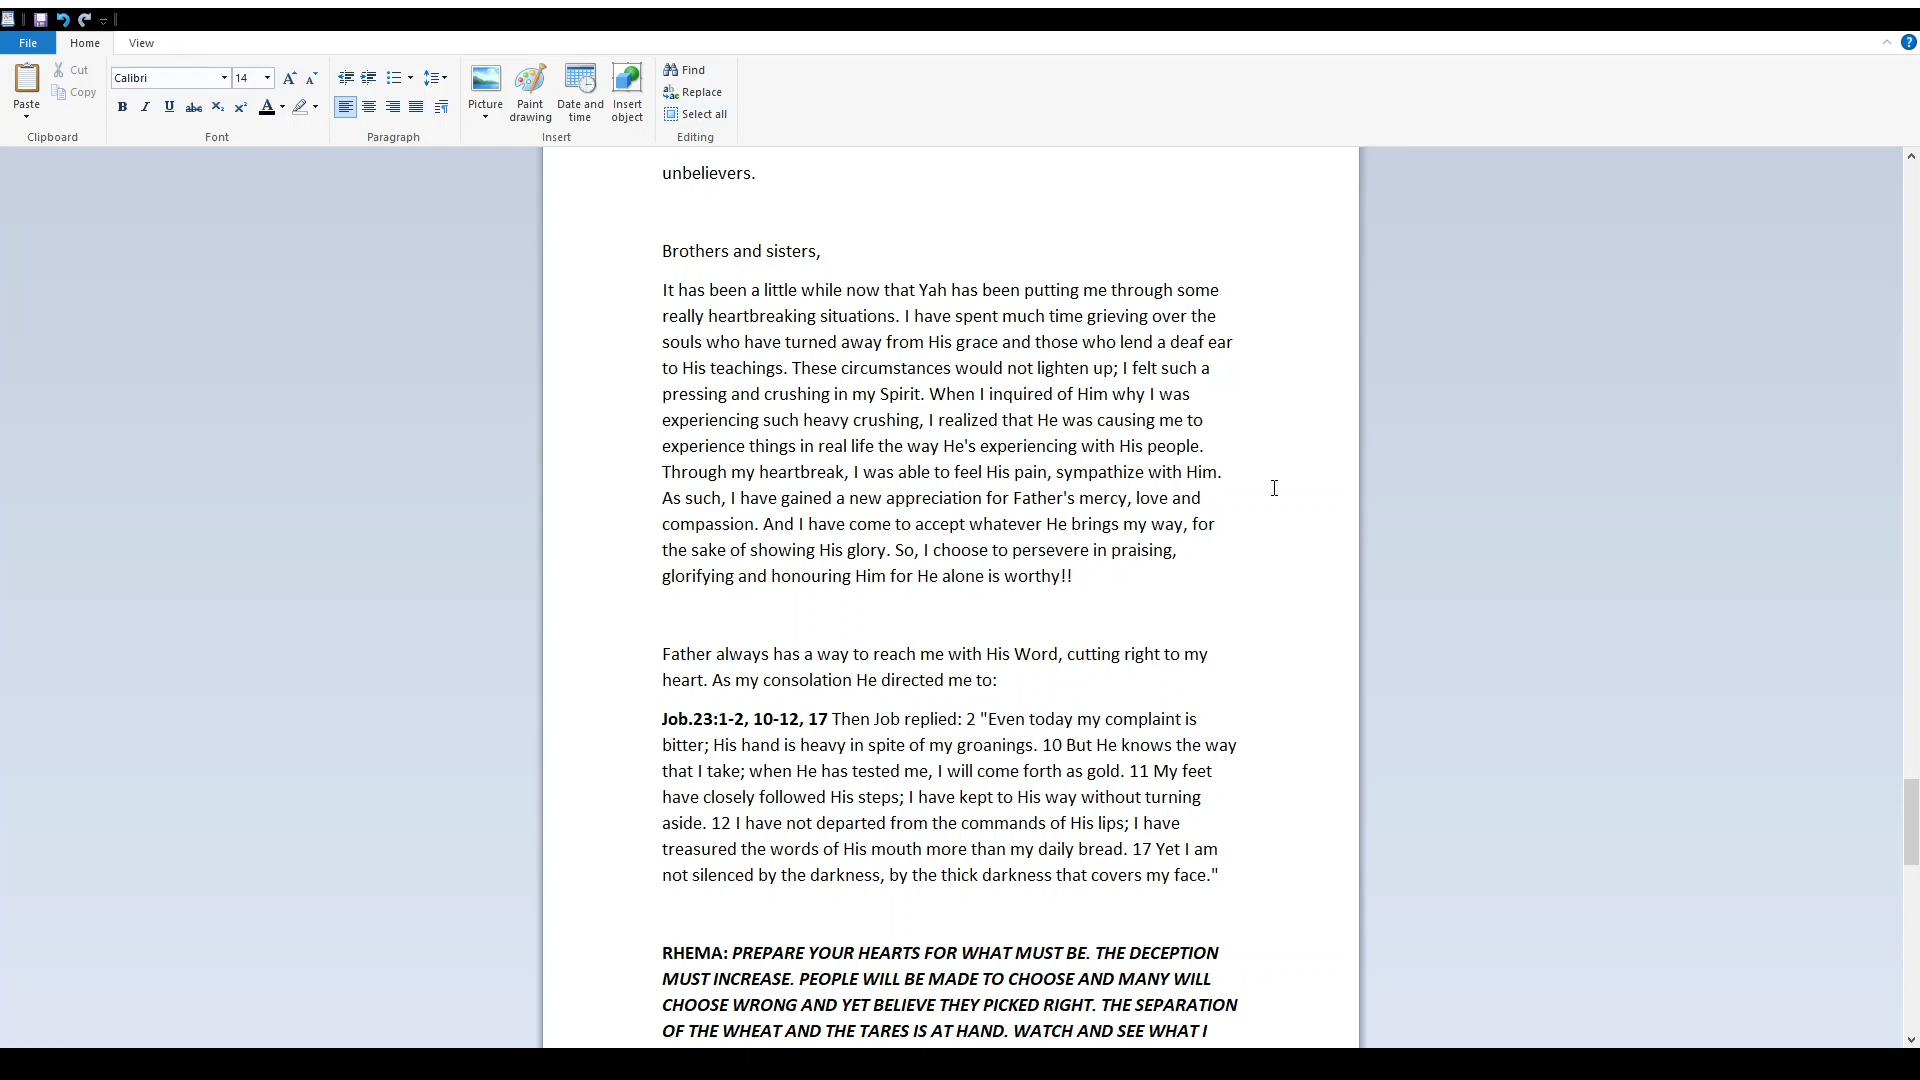 File Home View
Calibri 14
Cut
Copy
Paste
Picture
Paint drawing
Date and time
Insert object
Find
Replace
Select all
Clipboard Font Paragraph Insert Editing
unbelievers.
Brothers and sisters,
It has been a little while now that Yah has been putting me through some
really heartbreaking situations. I have spent much time grieving over the
souls who have turned away from His grace and those who lend a deaf ear
to His teachings. These circumstances would not lighten up; I felt such a
pressing and crushing in my Spirit. When I inquired of Him why I was
experiencing such heavy crushing, I realized that He was causing me to
experience things in real life the way He's experiencing with His people.
Through my heartbreak, I was able to feel His pain, sympathize with Him.
As such, I have gained a new appreciation for Father's mercy, love and
compassion. And I have come to accept whatever He brings my way, for
the sake of showing His glory. So, I choose to persevere in praising,
glorifying and honouring Him for He alone is worthy!!
Father always has a way to reach me with His Word, cutting right to my
heart. As my consolation He directed me to:
Job.23:1-2, 10-12, 17 Then Job replied: 2 "Even today my complaint is
bitter; His hand is heavy in spite of my groanings. 10 But He knows the way
that I take; when He has tested me, I will come forth as gold. 11 My feet
have closely followed His steps; I have kept to His way without turning
aside. 12 I have not departed from the commands of His lips; I have
treasured the words of His mouth more than my daily bread. 17 Yet I am
not silenced by the darkness, by the thick darkness that covers my face."
RHEMA: PREPARE YOUR HEARTS FOR WHAT MUST BE. THE DECEPTION
MUST INCREASE. PEOPLE WILL BE MADE TO CHOOSE AND MANY WILL
CHOOSE WRONG AND YET BELIEVE THEY PICKED RIGHT. THE SEPARATION
OF THE WHEAT AND THE TARES IS AT HAND. WATCH AND SEE WHAT I